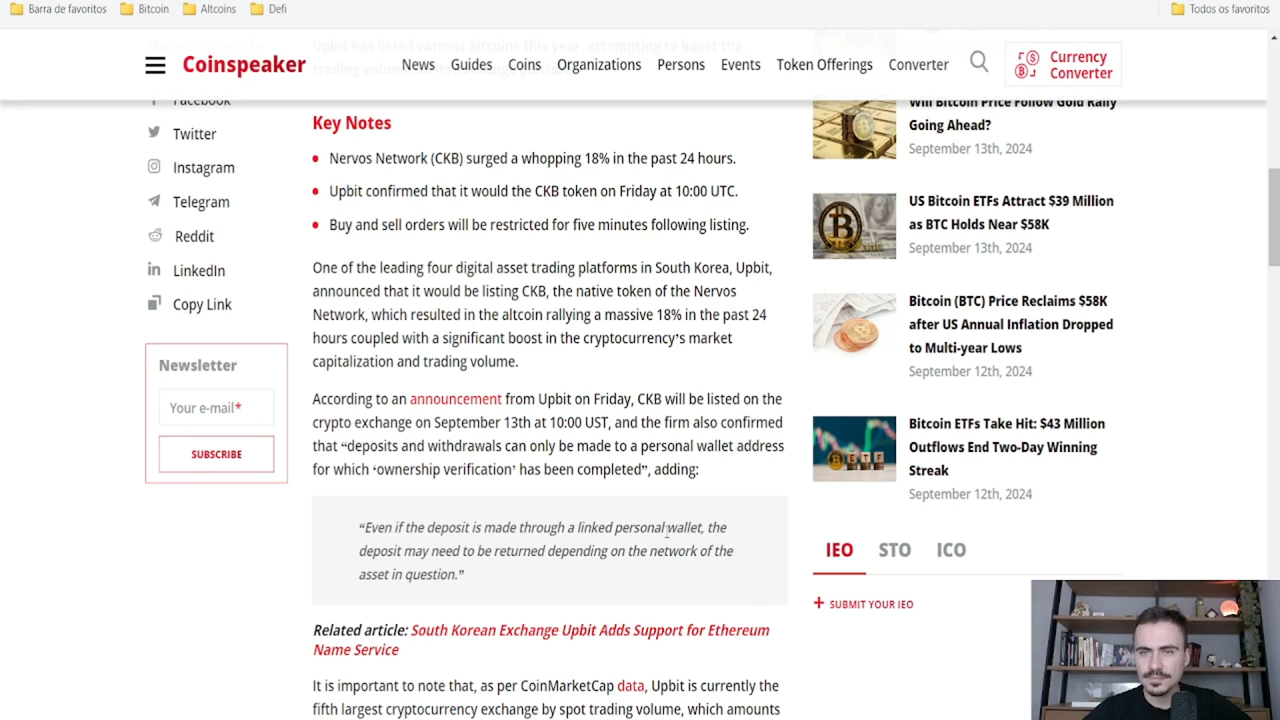 Barra de favoritos
Bitcoin
Altcoins
Defi
Todos os favoritos
Upbit has listed various altcoins this year, attempting to boost the
Coinspeaker
News
Guides
Coins
Organizations
Persons
Events
Token Offerings
Converter
Currency
Converter
Facebook
Twitter
Instagram
Telegram
Reddit
LinkedIn
Copy Link
Newsletter
Your e-mail*
SUBSCRIBE
Key Notes
Nervos Network (CKB) surged a whopping 18% in the past 24 hours.
Upbit confirmed that it would the CKB token on Friday at 10:00 UTC.
Buy and sell orders will be restricted for five minutes following listing.
One of the leading four digital asset trading platforms in South Korea, Upbit,
announced that it would be listing CKB, the native token of the Nervos
Network, which resulted in the altcoin rallying a massive 18% in the past 24
hours coupled with a significant boost in the cryptocurrency's market
capitalization and trading volume.
According to an announcement from Upbit on Friday, CKB will be listed on the
crypto exchange on September 13th at 10:00 UST, and the firm also confirmed
that “deposits and withdrawals can only be made to a personal wallet address
for which ‘ownership verification’ has been completed”, adding:
“Even if the deposit is made through a linked personal wallet, the
deposit may need to be returned depending on the network of the
asset in question.”
Related article: South Korean Exchange Upbit Adds Support for Ethereum
Name Service
It is important to note that, as per CoinMarketCap data, Upbit is currently the
fifth largest cryptocurrency exchange by spot trading volume, which amounts
Will Bitcoin Price Follow Gold Rally
Going Ahead?
September 13th, 2024
US Bitcoin ETFs Attract $39 Million
as BTC Holds Near $58K
September 13th, 2024
Bitcoin (BTC) Price Reclaims $58K
after US Annual Inflation Dropped
to Multi-year Lows
September 12th, 2024
Bitcoin ETFs Take Hit: $43 Million
Outflows End Two-Day Winning
Streak
September 12th, 2024
IEO
STO
ICO
+ SUBMIT YOUR IEO